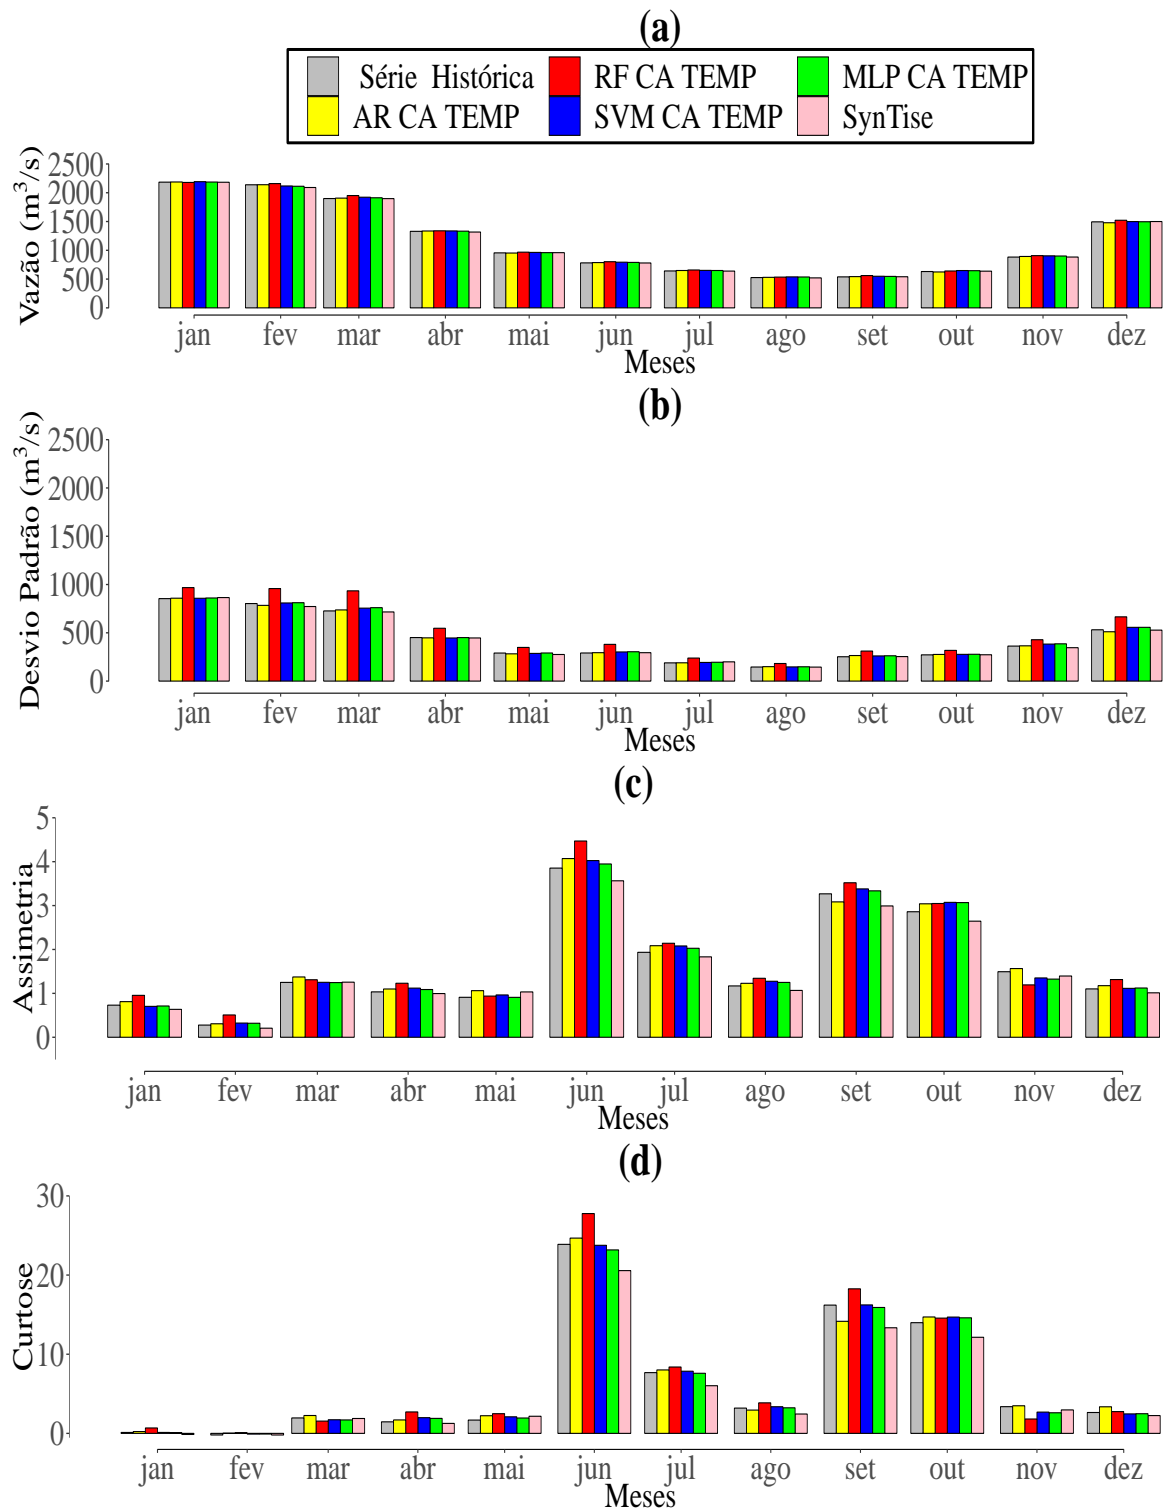 (a)
Série Histórica RF CA TEMP MLP CA TEMP
AR CA TEMP SVM CA TEMP SynTise
Vazão (m³/s)
2500
2000
1500
1000
500
0
jan fev mar abr mai jun jul ago set out nov dez
Meses
(b)
Desvio Padrão (m³/s)
2500
2000
1500
1000
500
0
jan fev mar abr mai jun jul ago set out nov dez
Meses
(c)
Assimetria
5
4
3
2
1
0
jan fev mar abr mai jun jul ago set out nov dez
Meses
(d)
Curtose
30
20
10
0
jan fev mar abr mai jun jul ago set out nov dez
Meses